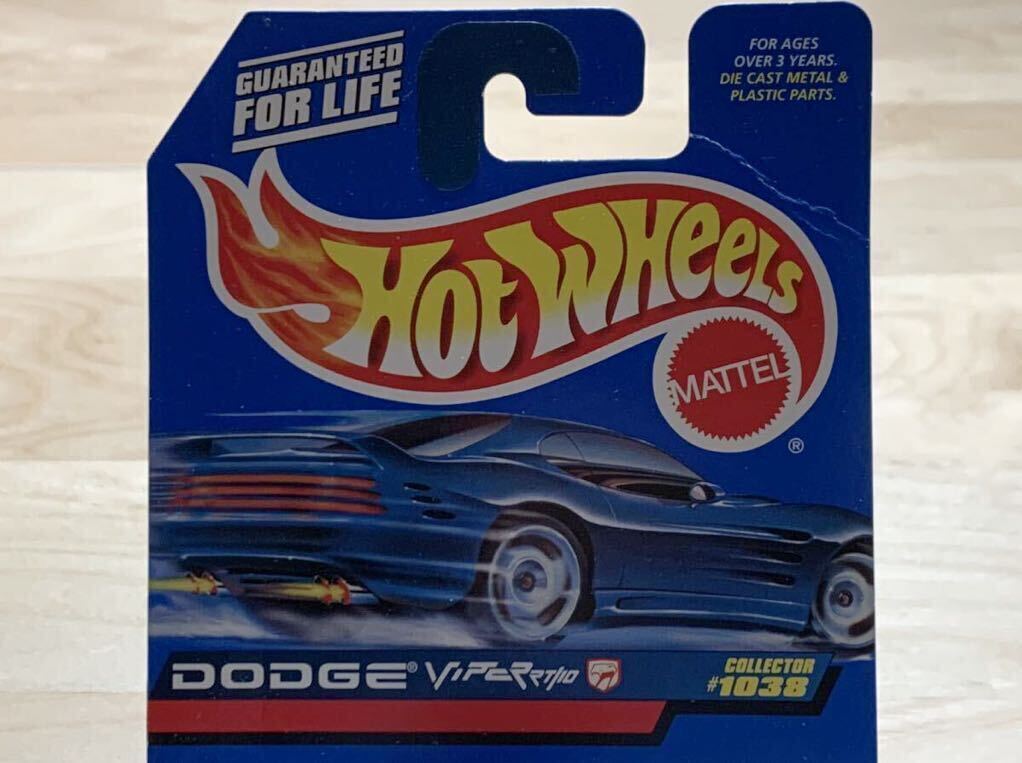 GUARANTEED
FOR LIFE
FOR AGES
OVER 3 YEARS.
DIE CAST METAL &
PLASTIC PARTS.
HOT WHEELS
MATTEL
®
DODGE® VIPER RT/10
COLLECTOR
#1038